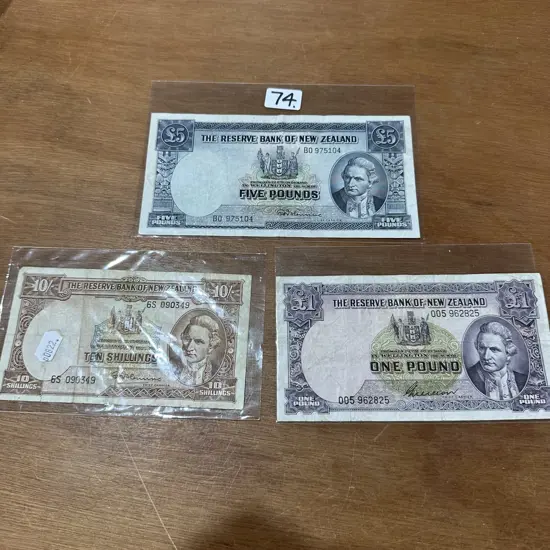 74.
£5 £5
THE RESERVE BANK OF NEW ZEALAND
BO 975104
FIVE POUNDS
BO 975104
FIVE POUNDS
FIVE POUNDS
10/- 10/-
THE RESERVE BANK OF NEW ZEALAND
6S 090349
TEN SHILLINGS
6S 090349
10 SHILLINGS
10 SHILLINGS
£1 £1
THE RESERVE BANK OF NEW ZEALAND
005 962825
WELLINGTON
ONE POUND
005 962825
ONE POUND
ONE POUND